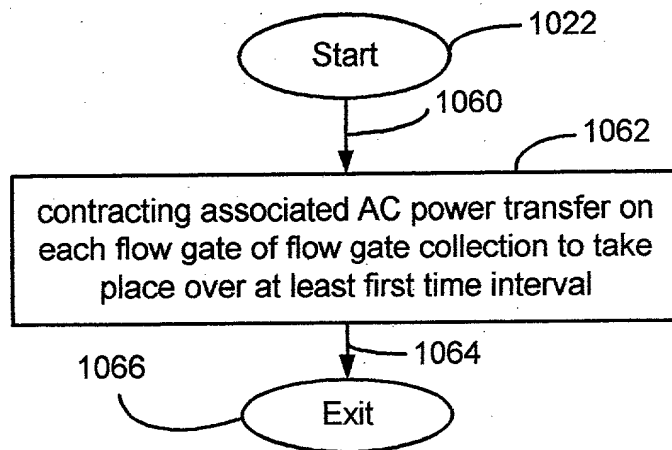 Start
1022
1060
1062
contracting associated AC power transfer on
each flow gate of flow gate collection to take
place over at least first time interval
1064
1066
Exit